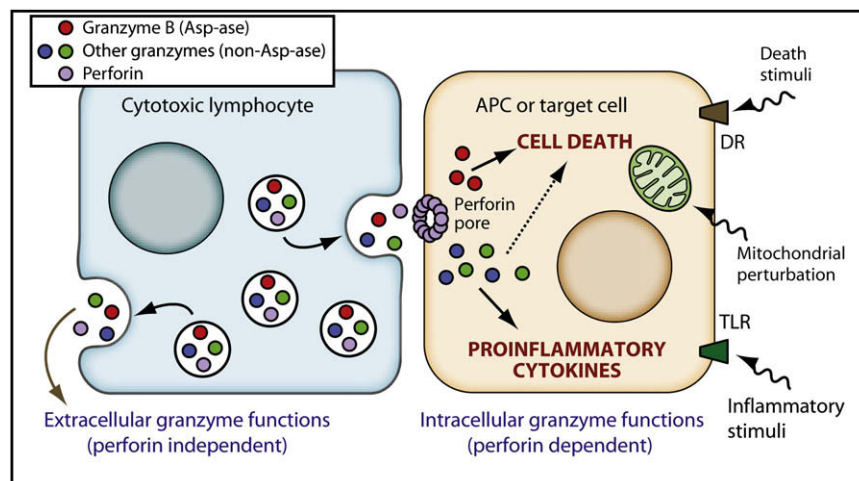 Granzyme B (Asp-ase)
Other granzymes (non-Asp-ase)
Perforin
Cytotoxic lymphocyte
APC or target cell
Death
stimuli
CELL DEATH
DR
Perforin
pore
Mitochondrial
perturbation
TLR
PROINFLAMMATORY
CYTOKINES
Extracellular granzyme functions
(perforin independent)
Intracellular granzyme functions
(perforin dependent)
Inflammatory
stimuli